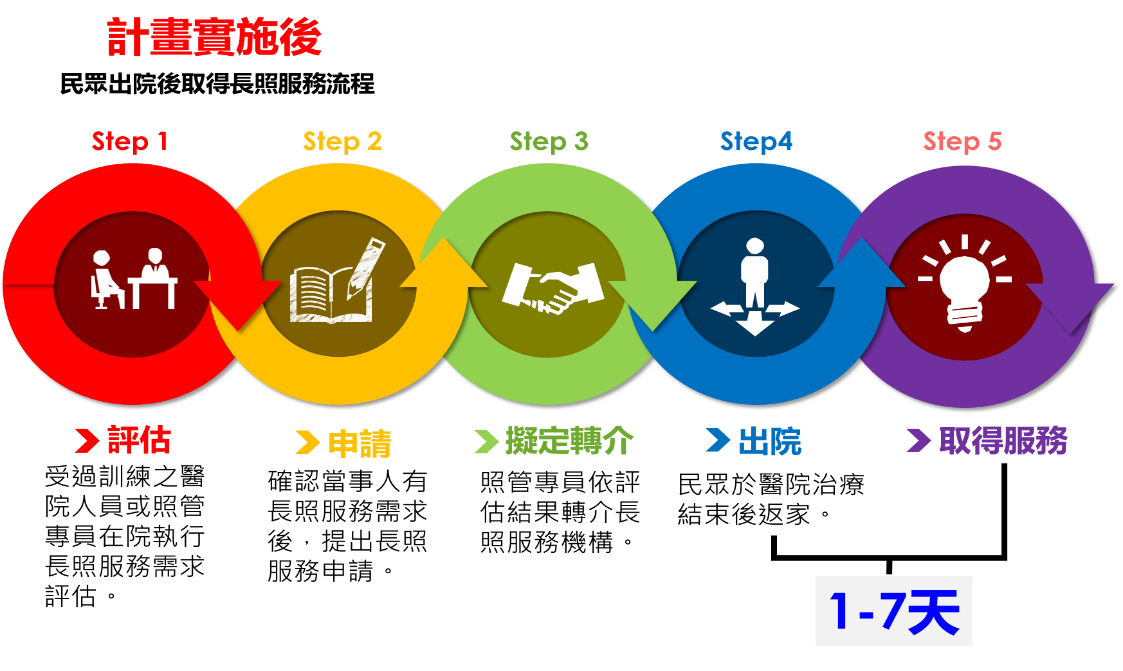 計畫實施後
民眾出院後取得長照服務流程
Step 1
Step 2
Step 3
Step4
Step 5
評估
受過訓練之醫
院人員或照管
專員在院執行
長照服務需求
評估。
申請
確認當事人有
長照服務需求
後，提出長照
服務申請。
擬定轉介
照管專員依評
估結果轉介長
照服務機構。
出院
民眾於醫院治療
結束後返家。
取得服務
1-7天